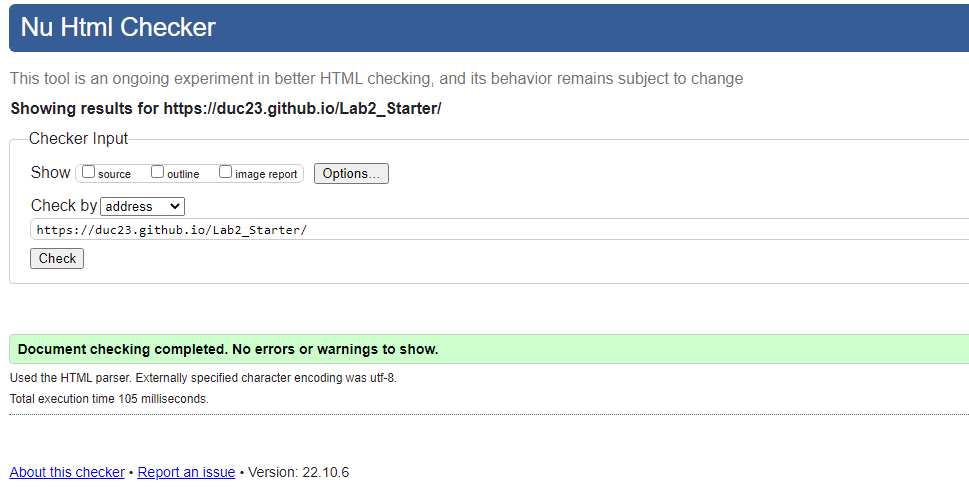 Nu Html Checker
This tool is an ongoing experiment in better HTML checking, and its behavior remains subject to change
Showing results for https://duc23.github.io/Lab2_Starter/
Checker Input
Show source outline image report Options...
Check by address
https://duc23.github.io/Lab2_Starter/
Check
Document checking completed. No errors or warnings to show.
Used the HTML parser. Externally specified character encoding was utf-8.
Total execution time 105 milliseconds.
About this checker • Report an issue • Version: 22.10.6